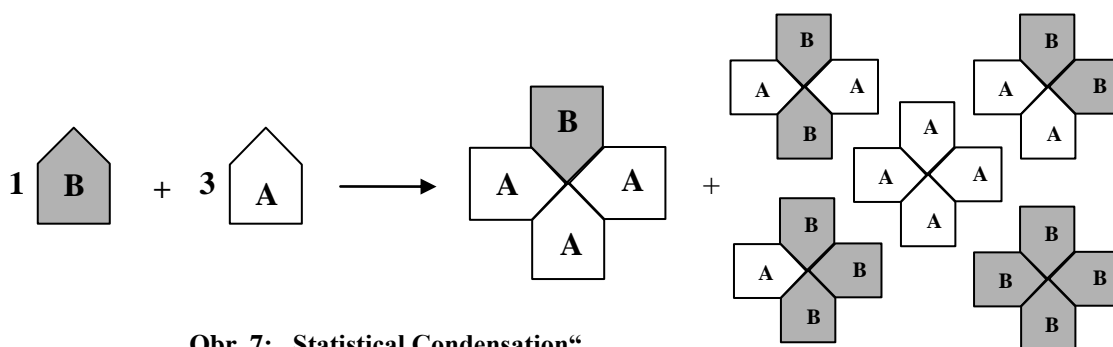 B B
A A A B
B A
B
A
1 B + 3 A A A + A A
A A
B B
A B B B
B B
Obr. 7: Statistical Condensation“